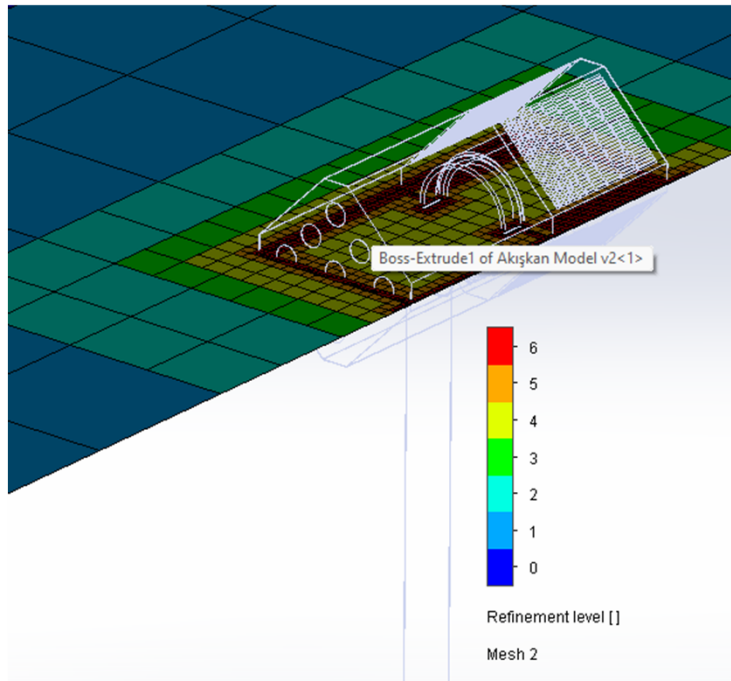 Boss-Extrude1 of Akışkan Model v2<1>
6
5
4
3
2
1
0
Refinement level [ ]
Mesh 2